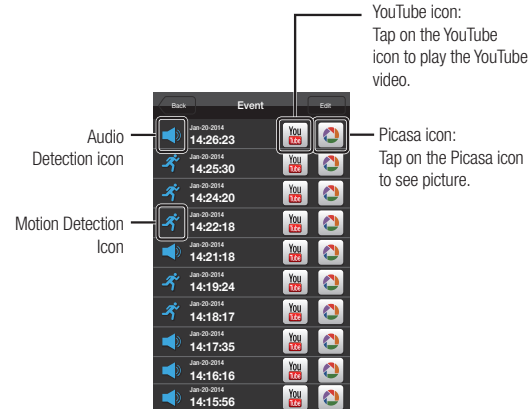 YouTube icon:
Tap on the YouTube
icon to play the YouTube
video.
Back
Event
Edit
Audio
Detection icon
Jan-20-2014
14:26:23
You
Tube
Picasa icon:
Tap on the Picasa icon
to see picture.
Jan-20-2014
14:25:30
You
Tube
Jan-20-2014
14:24:20
You
Tube
Motion Detection
Icon
Jan-20-2014
14:22:18
You
Tube
Jan-20-2014
14:21:18
You
Tube
Jan-20-2014
14:19:24
You
Tube
Jan-20-2014
14:18:17
You
Tube
Jan-20-2014
14:17:35
You
Tube
Jan-20-2014
14:16:16
You
Tube
Jan-20-2014
14:15:56
You
Tube